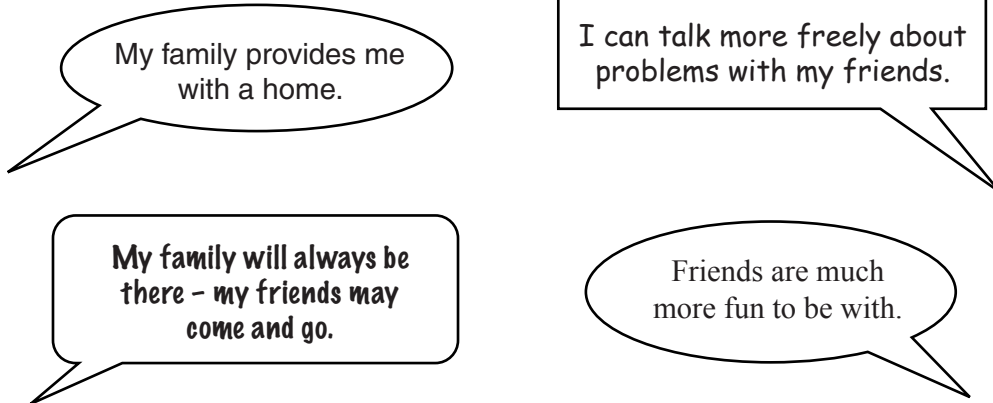 My family provides me
with a home.
I can talk more freely about
problems with my friends.
My family will always be
there – my friends may
come and go.
Friends are much
more fun to be with.